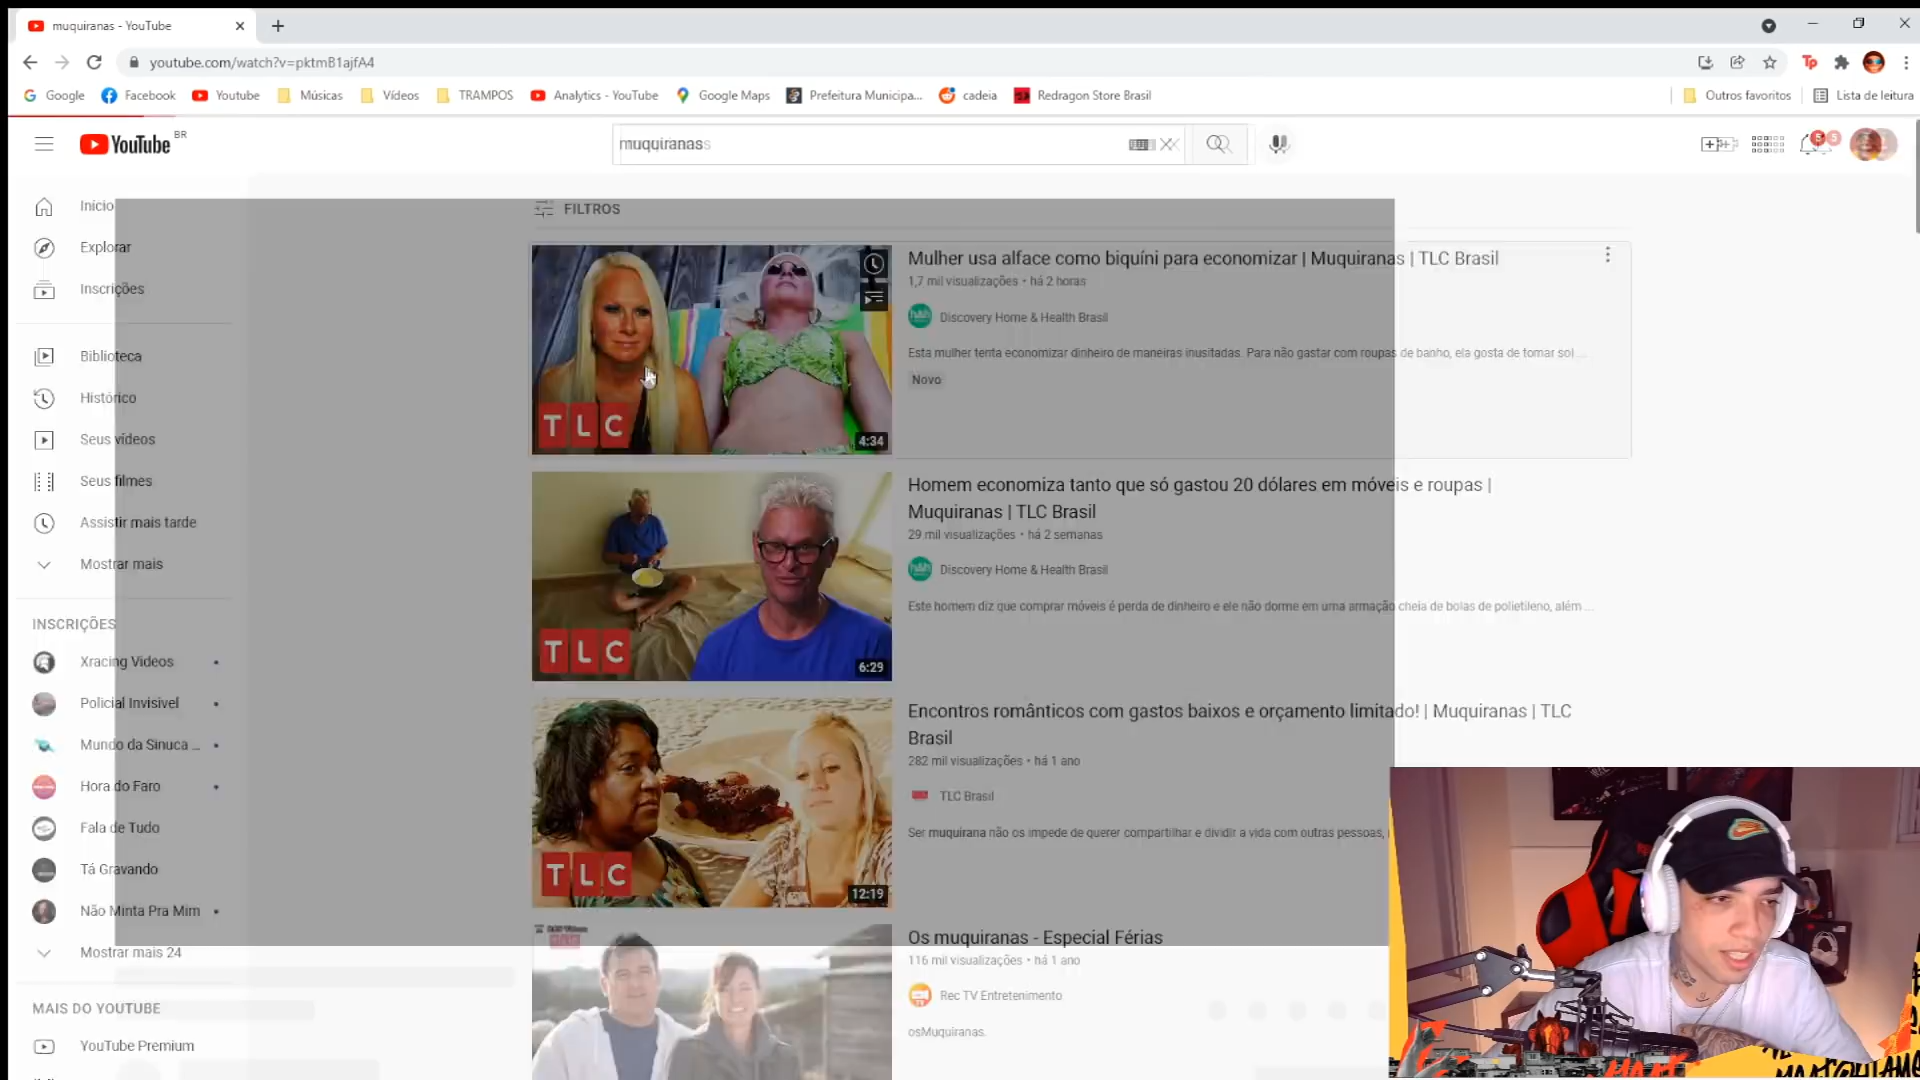 muquiranas - YouTube
youtube.com/watch?v=pktmB1ajfA4
Tp
Google
Facebook
Youtube
Músicas
Vídeos
TRAMPOS
Analytics - YouTube
Google Maps
Prefeitura Municipa...
cadeia
Redragon Store Brasil
Outros favoritos
Lista de leitura
YouTube BR
muquiranas
5
Início
Explorar
Inscrições
Biblioteca
Histórico
Seus vídeos
Seus filmes
Assistir mais tarde
Mostrar mais
INSCRIÇÕES
Xracing Videos
Policial Invisivel
Mundo da Sinuca ...
Hora do Faro
Fala de Tudo
Tá Gravando
Não Minta Pra Mim
Mostrar mais 24
MAIS DO YOUTUBE
YouTube Premium
FILTROS
TLC
4:34
Mulher usa alface como biquíni para economizar | Muquiranas | TLC Brasil
1,7 mil visualizações • há 2 horas
Discovery Home & Health Brasil
Esta mulher tenta economizar dinheiro de maneiras inusitadas. Para não gastar com roupas de banho, ela gosta de tomar sol ...
Novo
TLC
6:29
Homem economiza tanto que só gastou 20 dólares em móveis e roupas |
Muquiranas | TLC Brasil
29 mil visualizações • há 2 semanas
Discovery Home & Health Brasil
Este homem diz que comprar móveis é perda de dinheiro e ele não dorme em uma armação cheia de bolas de polietileno, além ...
TLC
12:19
Encontros românticos com gastos baixos e orçamento limitado! | Muquiranas | TLC
Brasil
282 mil visualizações • há 1 ano
TLC Brasil
Ser muquirana não os impede de querer compartilhar e dividir a vida com outras pessoas,
Os muquiranas - Especial Férias
116 mil visualizações • há 1 ano
Rec TV Entretenimento
osMuquiranas.